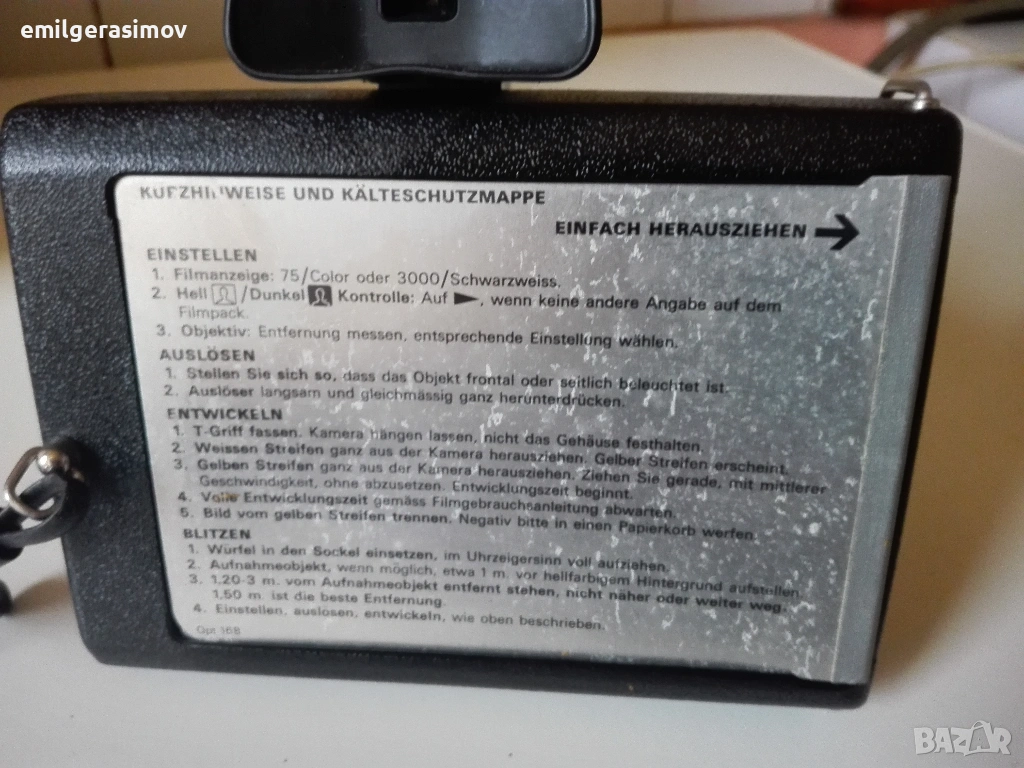 emilgerasimov
KURZHINWEISE UND KÄLTESCHUTZMAPPE
EINFACH HERAUSZIEHEN
EINSTELLEN
1. Filmanzeige: 75/Color oder 3000/Schwarzweiss.
2. Hell /Dunkel Kontrolle: Auf , wenn keine andere Angabe auf dem
Filmpack.
3. Objektiv: Entfernung messen, entsprechende Einstellung wählen.
AUSLÖSEN
1. Stellen Sie sich so, dass das Objekt frontal oder seitlich beleuchtet ist.
2. Auslöser langsam und gleichmässig ganz herunterdrücken.
ENTWICKELN
1. T-Griff fassen. Kamera hängen lassen, nicht das Gehäuse festhalten.
2. Weissen Streifen ganz aus der Kamera herausziehen. Gelber Streifen erscheint.
3. Gelben Streifen ganz aus der Kamera herausziehen. Ziehen Sie gerade, mit mittlerer
Geschwindigkeit, ohne abzusetzen. Entwicklungszeit beginnt.
4. Volle Entwicklungszeit gemäss Filmgebrauchsanleitung abwarten.
5. Bild vom gelben Streifen trennen. Negativ bitte in einen Papierkorb werfen.
BLITZEN
1. Würfel in den Sockel einsetzen, im Uhrzeigersinn voll aufziehen.
2. Aufnahmeobjekt, wenn möglich, etwa 1 m. vor hellfarbigem Hintergrund aufstellen.
3. 1,20-3 m. vom Aufnahmeobjekt entfernt stehen, nicht näher oder weiter weg.
1,50 m. ist die beste Entfernung.
4. Einstellen, auslösen, entwickeln, wie oben beschrieben.
168
BAZAR